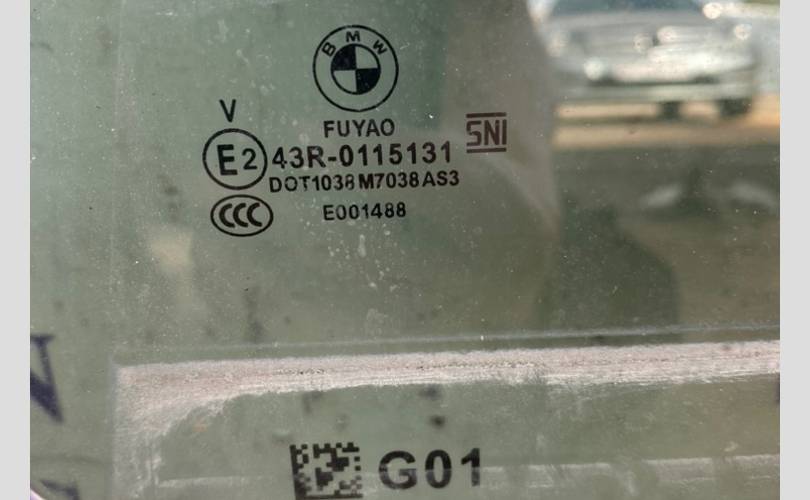 BMW
V
FUYAO
SNI
E2 43R-0115131
DOT1038 M7038 AS3
CCC E001488
G01